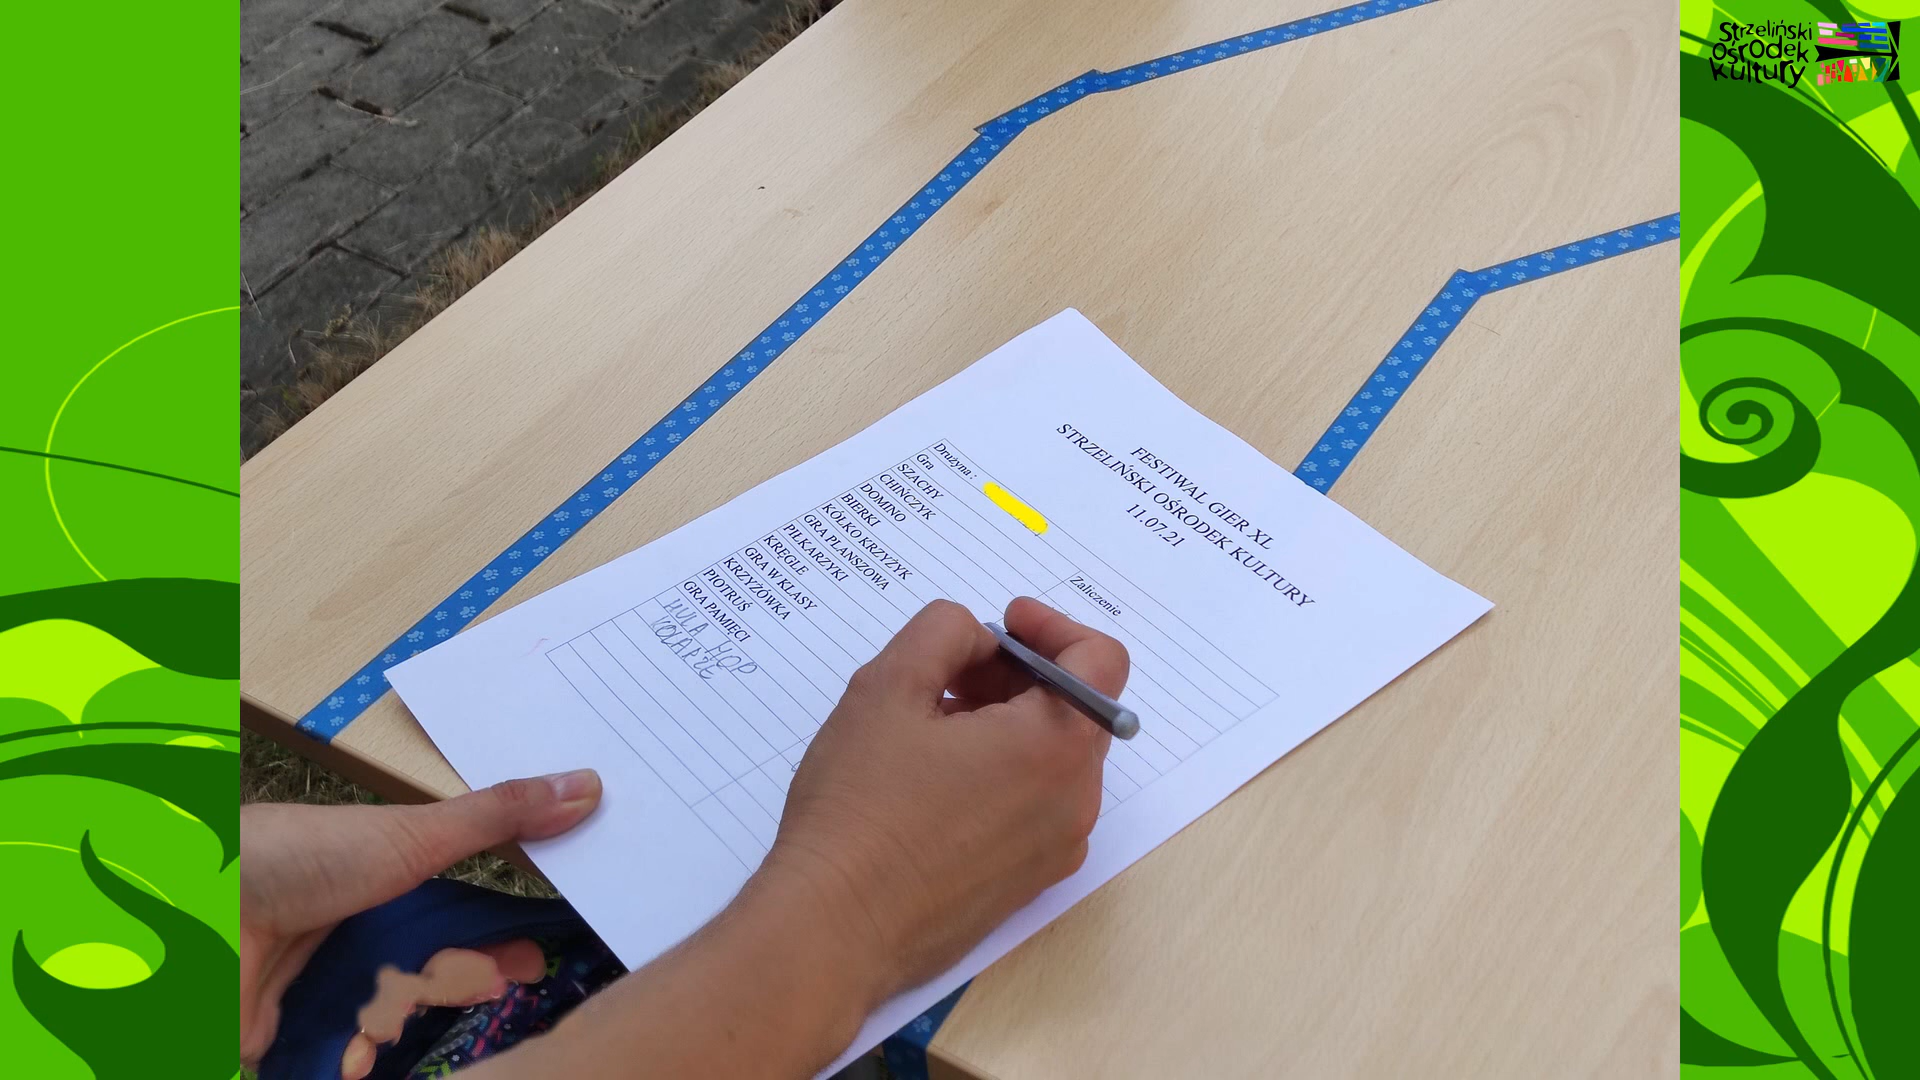 Strzeliński
Ośrodek
kultury
FESTIWAL GIER XL
STRZELIŃSKI OŚRODEK KULTURY
11.07.21
Drużyna :
Gra
Zaliczenie
SZACHY
CHIŃCZYK
DOMINO
BIERKI
KÓLKO KRZYŻYK
GRA PLANSZOWA
PIŁKARZYKI
KRĘGLE
GRA W KLASY
KRZYŻÓWKA
PIOTRUŚ
GRA PAMIĘCI
HULA HOP